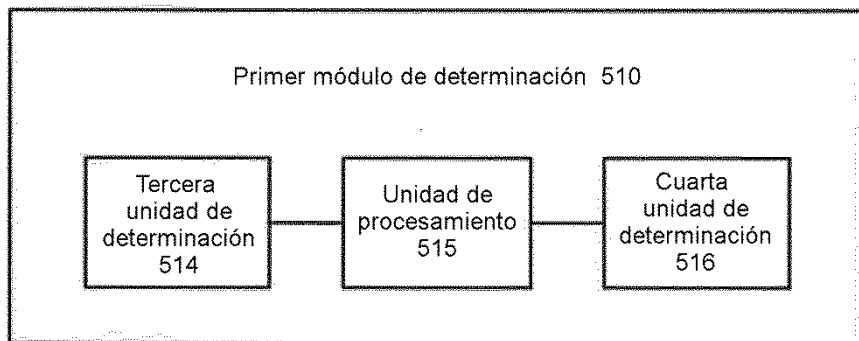 Primer módulo de determinación 510
Tercera
unidad de
determinación
514
Unidad de
procesamiento
515
Cuarta
unidad de
determinación
516